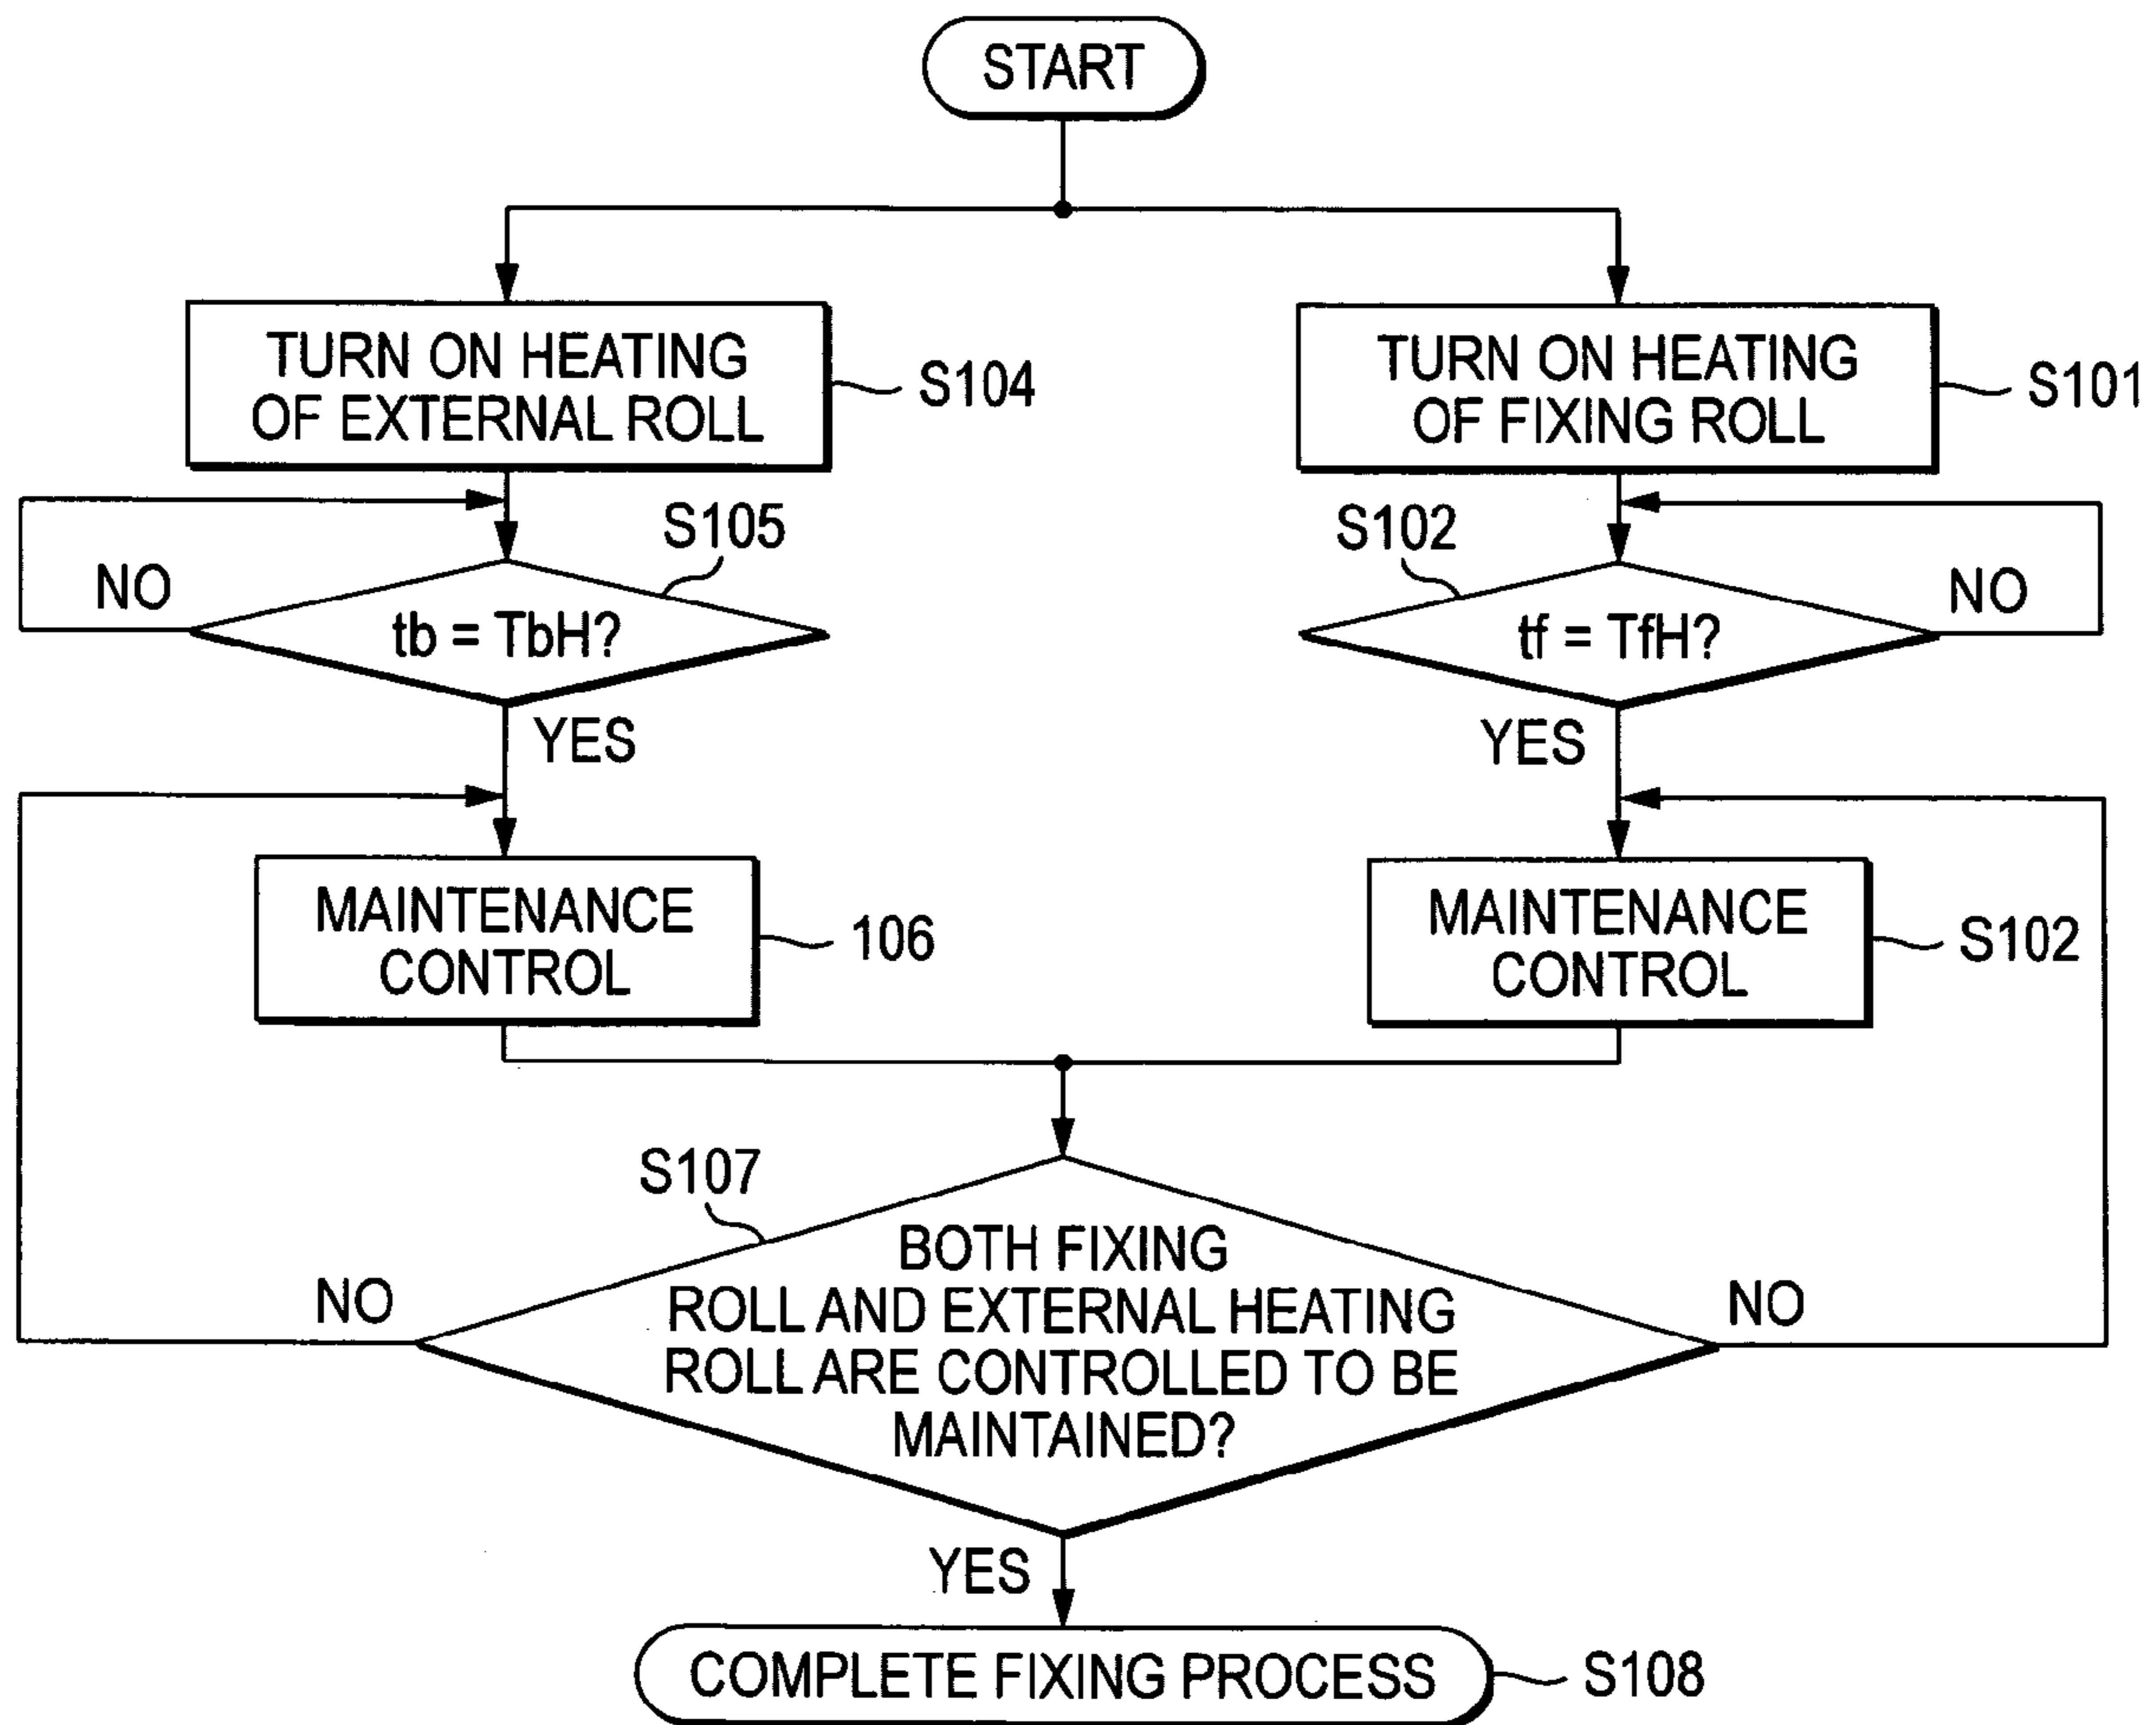 START
TURN ON HEATING
OF EXTERNAL ROLL
S104
TURN ON HEATING
OF FIXING ROLL
S101
S105
NO
tb = TbH?
YES
S102
NO
tf = TfH?
YES
MAINTENANCE
CONTROL
106
MAINTENANCE
CONTROL
S102
S107
BOTH FIXING
ROLL AND EXTERNAL HEATING
ROLL ARE CONTROLLED TO BE
MAINTAINED?
NO
NO
YES
COMPLETE FIXING PROCESS
S108